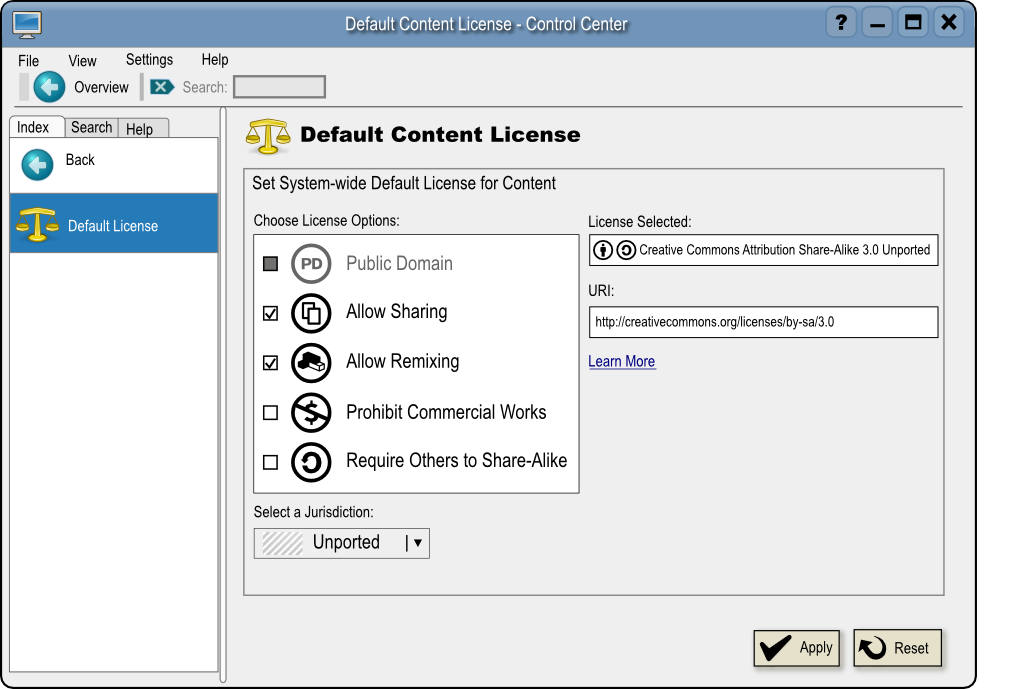 Default Content License - Control Center
?
File View Settings Help
Overview Search:
Index Search Help
Back
Default License
Default Content License
Set System-wide Default License for Content
Choose License Options:
PD Public Domain
Allow Sharing
Allow Remixing
$ Prohibit Commercial Works
Require Others to Share-Alike
Select a Jurisdiction:
Unported
License Selected:
Creative Commons Attribution Share-Alike 3.0 Unported
URI:
http://creativecommons.org/licenses/by-sa/3.0
Learn More
Apply Reset